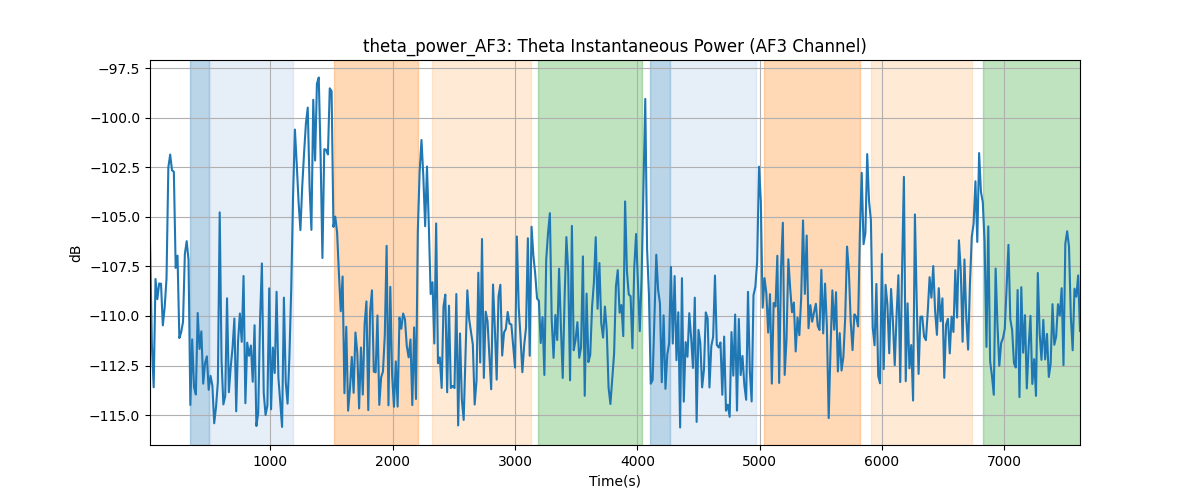 theta_power_AF3: Theta Instantaneous Power (AF3 Channel)
−97.5
−100.0
−102.5
−105.0
−107.5
−110.0
−112.5
−115.0
dB
1000 2000 3000 4000 5000 6000 7000
Time(s)